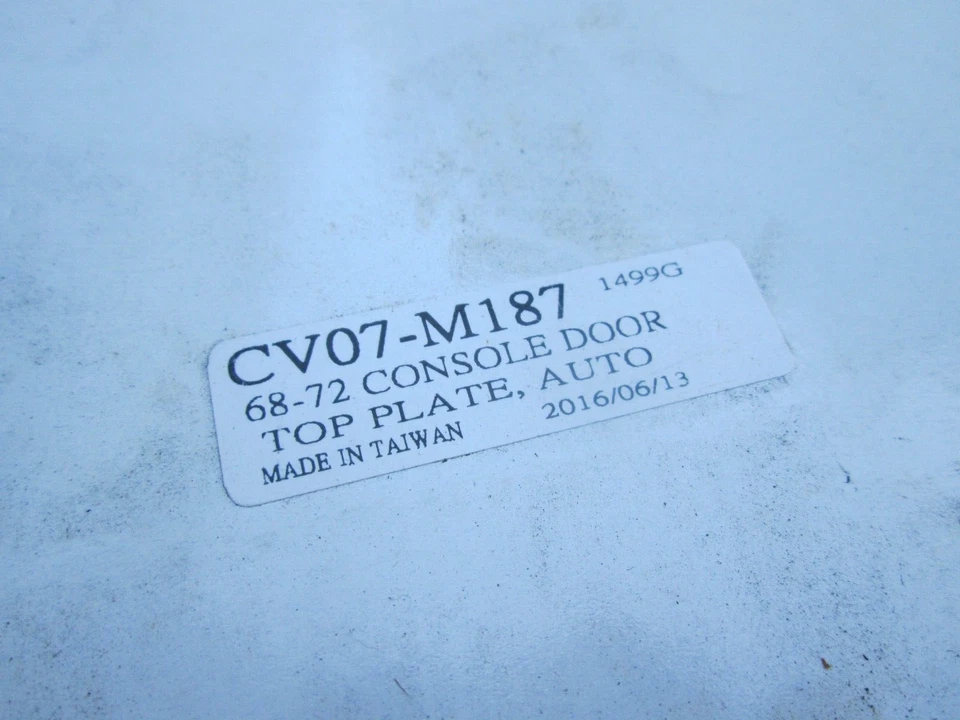 CV07-M187 1499G
68-72 CONSOLE DOOR
TOP PLATE, AUTO
MADE IN TAIWAN 2016/06/13